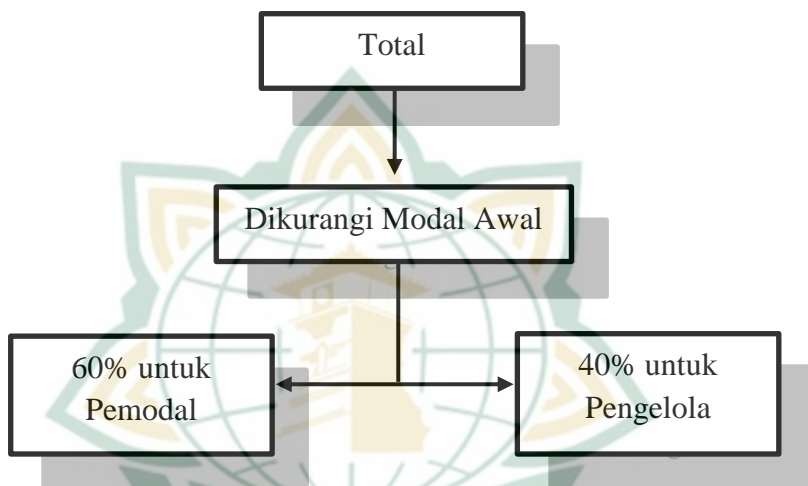 Total
Dikurangi Modal Awal
60% untuk
Pemodal
40% untuk
Pengelola